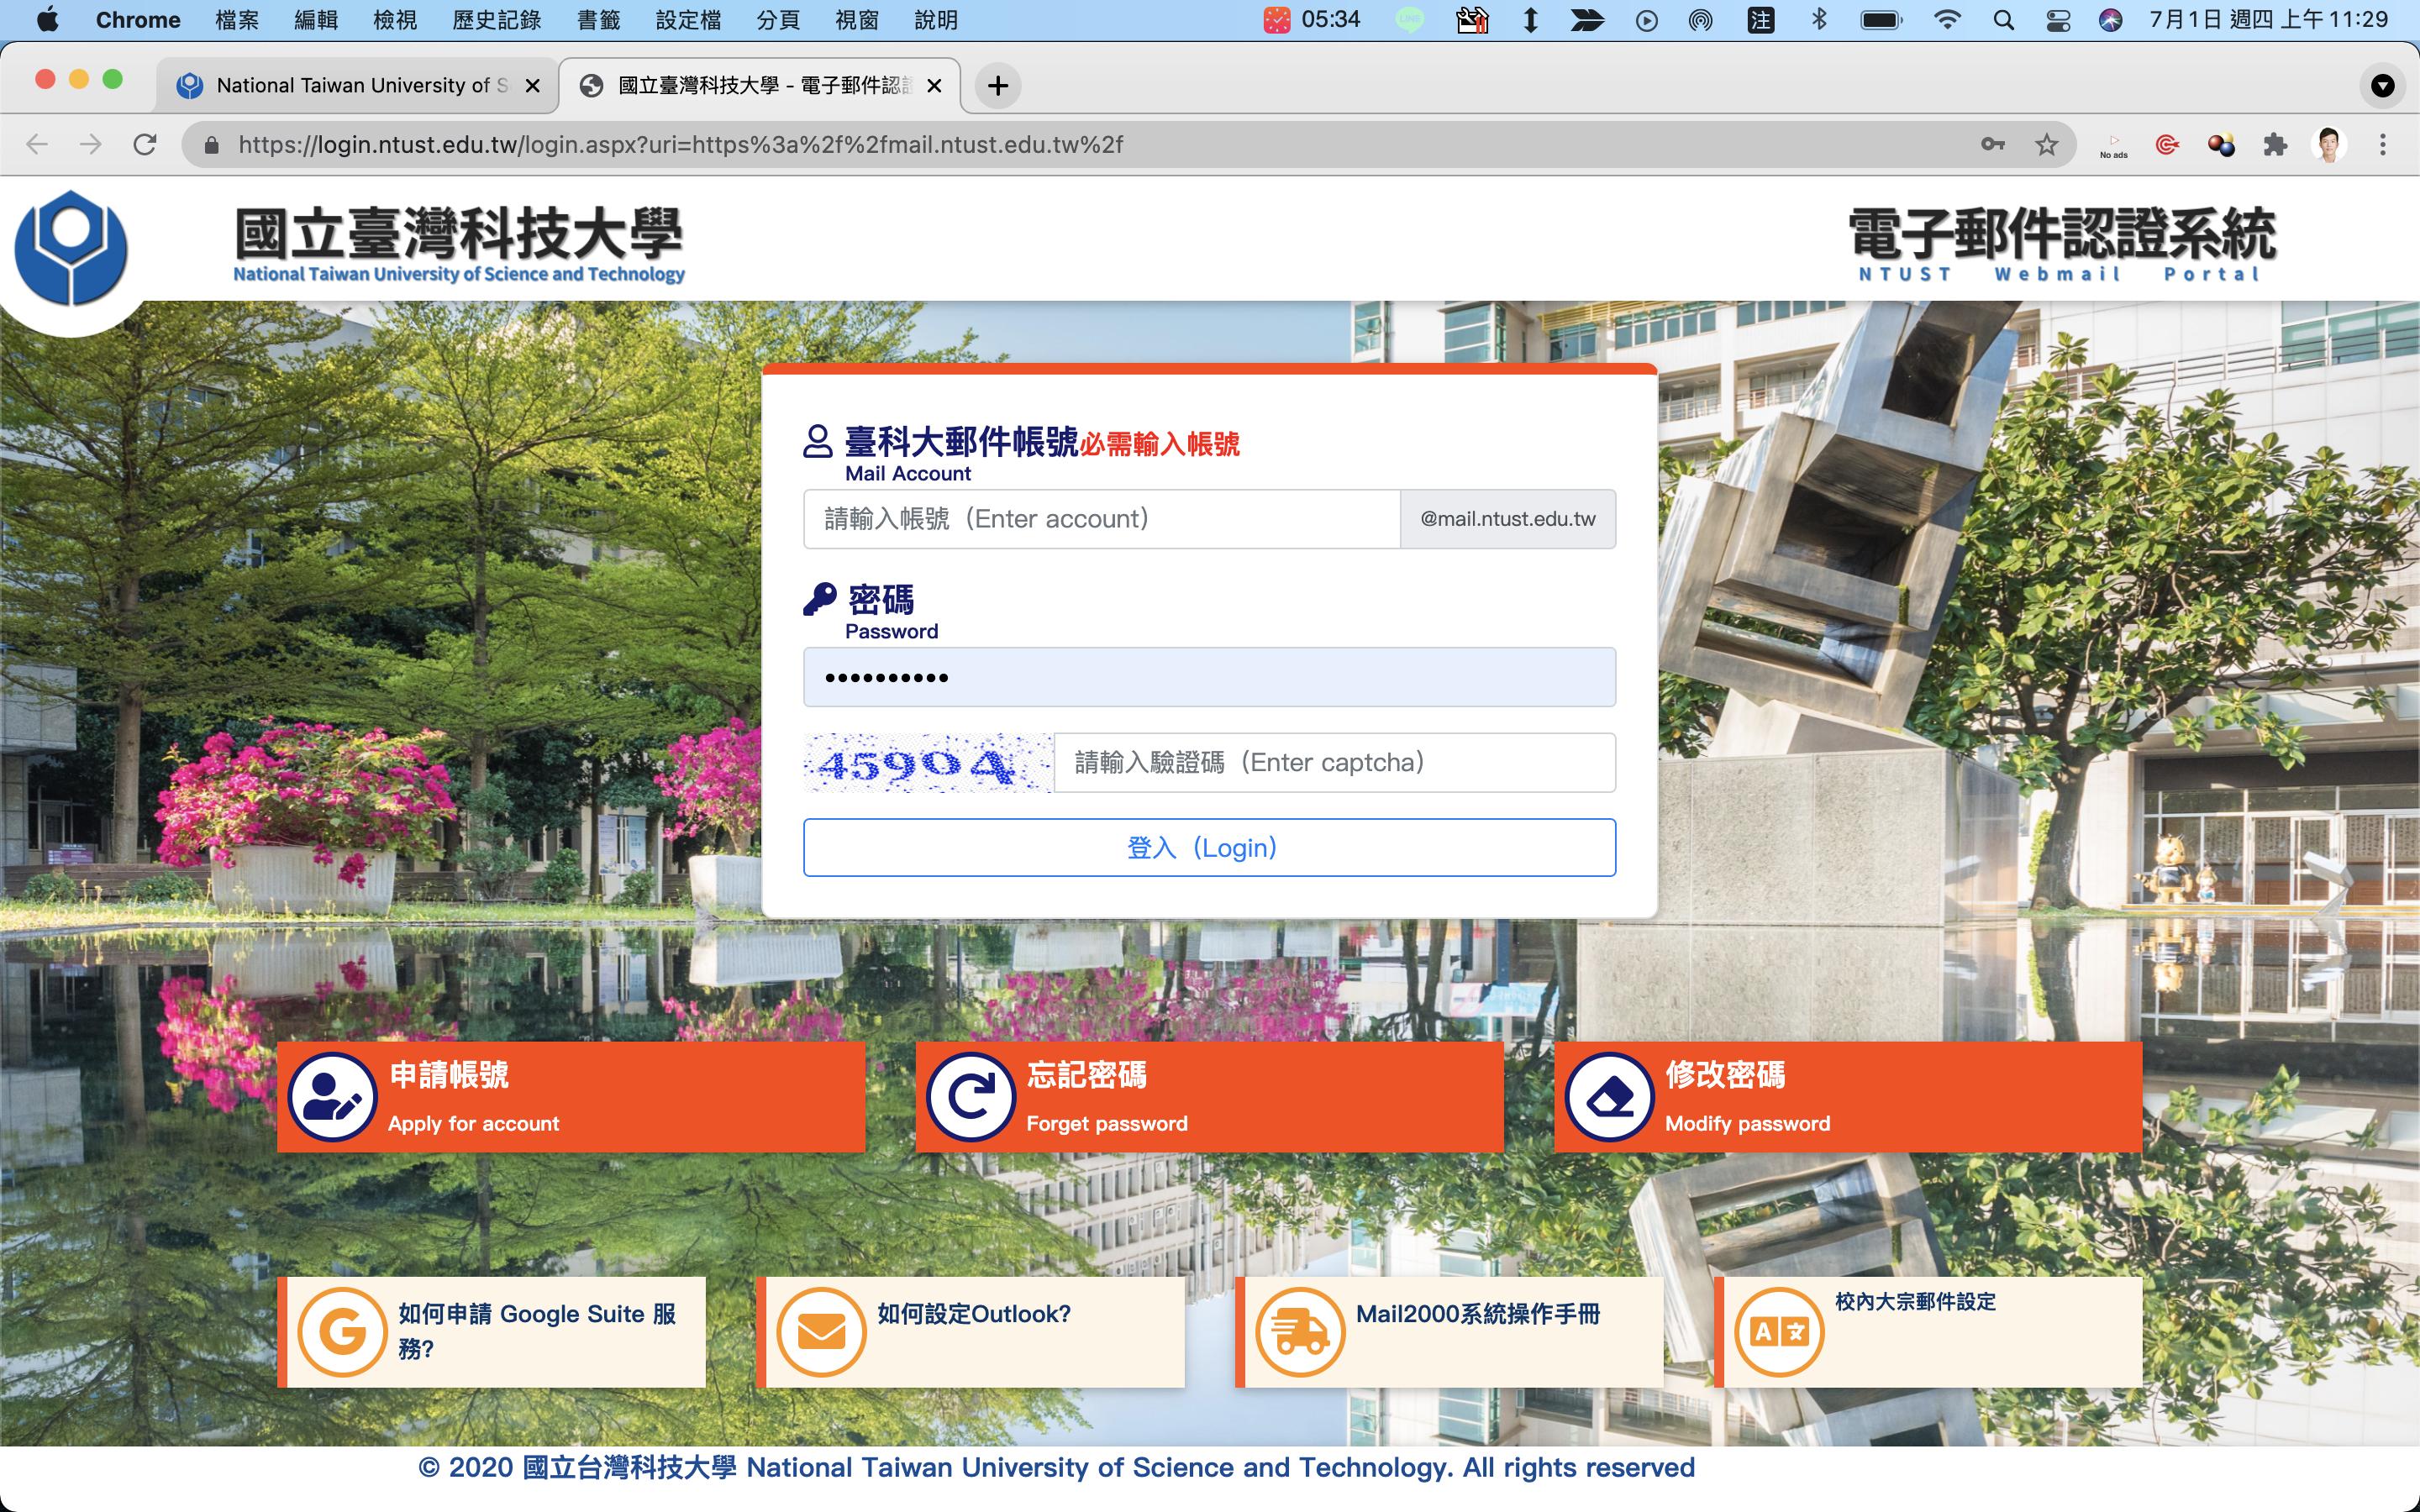 Chrome 檔案 編輯 檢視 歷史記錄 書籤 設定檔 分頁 視窗 說明 05:34 LINE 注 7月1日 週四 上午11:29
National Taiwan University of S 國立臺灣科技大學 - 電子郵件認證
https://login.ntust.edu.tw/login.aspx?uri=https%3a%2f%2fmail.ntust.edu.tw%2f No ads
國立臺灣科技大學
National Taiwan University of Science and Technology
電子郵件認證系統
NTUST Webmail Portal
臺科大郵件帳號必需輸入帳號
Mail Account
請輸入帳號 (Enter account) @mail.ntust.edu.tw
密碼
Password
••••••••••
4590A 請輸入驗證碼 (Enter captcha)
登入 (Login)
申請帳號
Apply for account
忘記密碼
Forget password
修改密碼
Modify password
如何申請 Google Suite 服
務?
如何設定Outlook?
Mail2000系統操作手冊
校內大宗郵件設定
© 2020 國立台灣科技大學 National Taiwan University of Science and Technology. All rights reserved